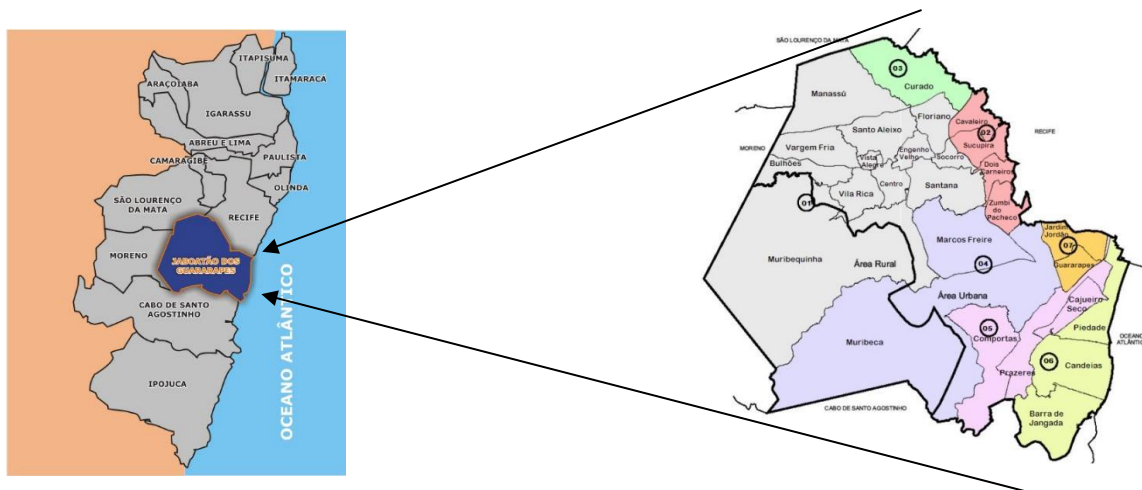 ITAPISUMA
ITAMARACA
ARAÇOIABA
IGARASSU
ABREU E LIMA
CAMARAGIBE
PAULISTA
OLINDA
SÃO LOURENÇO
DA MATA
RECIFE
MORENO
JABOATÃO DOS
GUARARAPES
CABO DE SANTO
AGOSTINHO
IPOJUCA
OCEANO ATLÂNTICO
SÃO LOURENÇO DA MATA
03
Curado
Manassú
Floriano
Cavaleiro
02
RECIFE
Santo Aleixo
Sucupira
MORENO
Vargem Fria
Engenho
Velho
Socorro
Vista
Alegre
Dois
Carneiros
Bulhões
Vila Rica
Centro
Santana
01
Zumbi
do
Pacheco
Marcos Freire
Jardim
Jordão
07
Guararapes
Muribequinha
Área Rural
04
Área Urbana
Cajueiro
Seco
05
Comportas
Piedade
OCEANO
ATLÂNTICO
Muribeca
06
Prazeres
Candeias
CABO DE SANTO AGOSTINHO
Barra de
Jangada